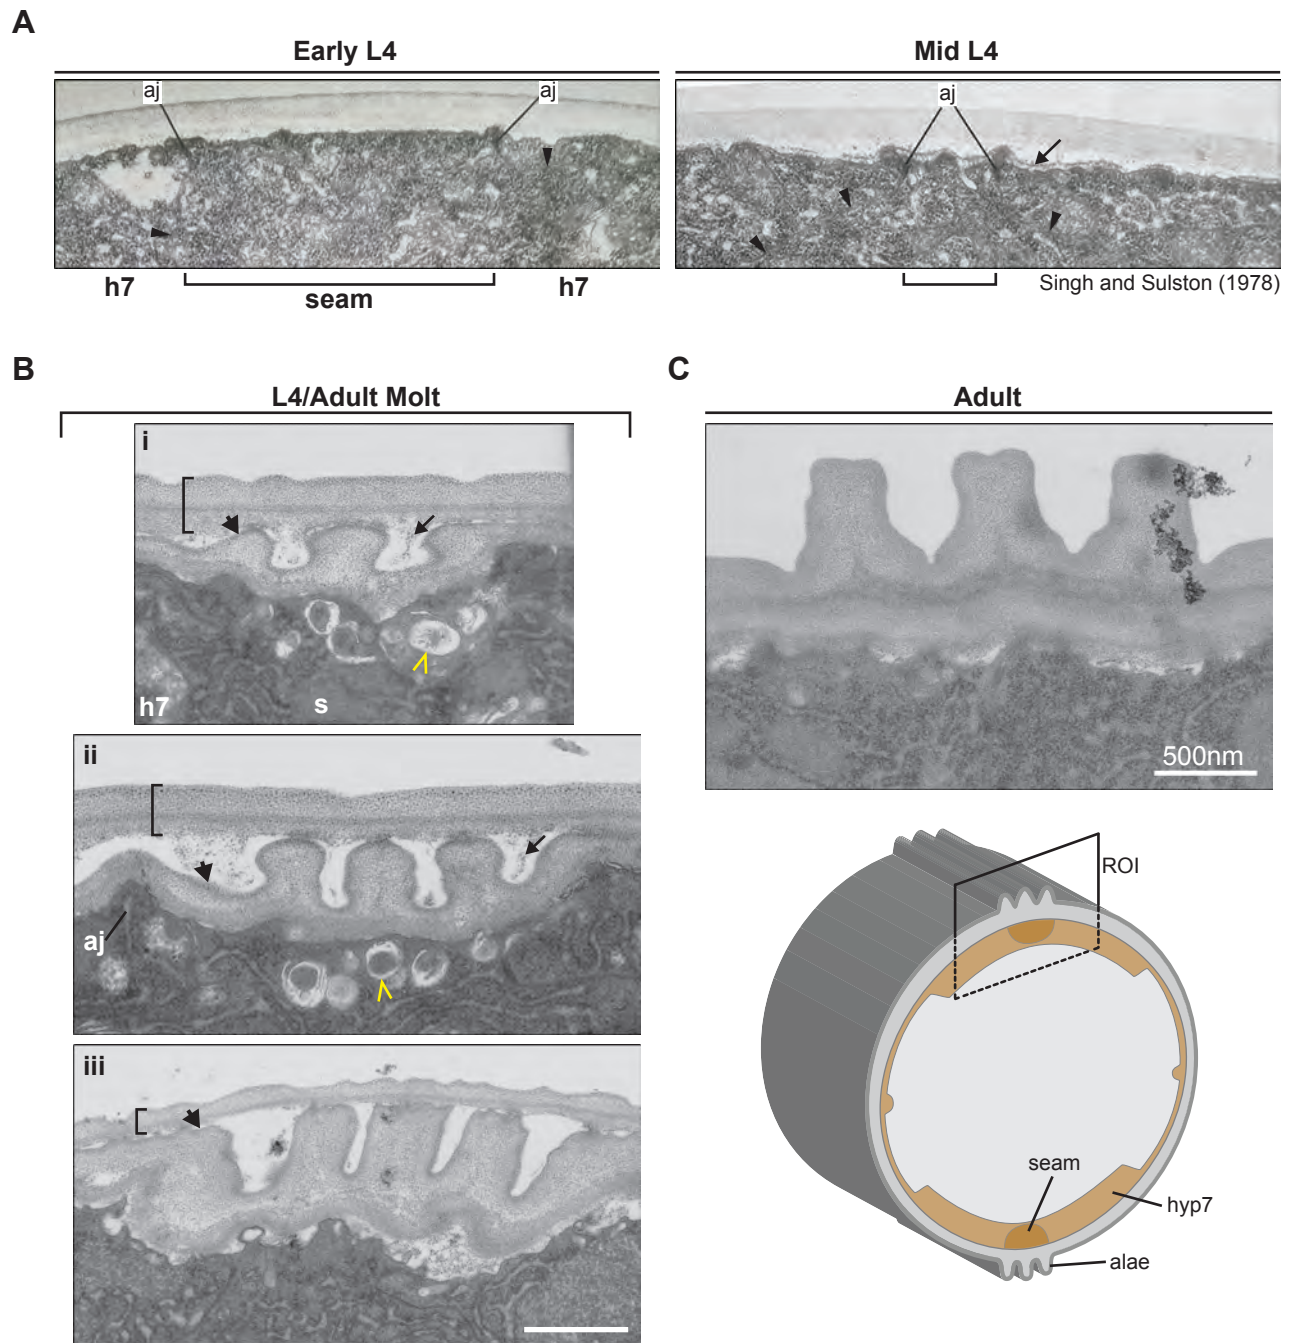 A
Early L4
Mid L4
aj
aj
aj
h7
seam
h7
Singh and Sulston (1978)
B
C
L4/Adult Molt
Adult
i
h7
s
500nm
ii
aj
ROI
iii
seam
hyp7
alae